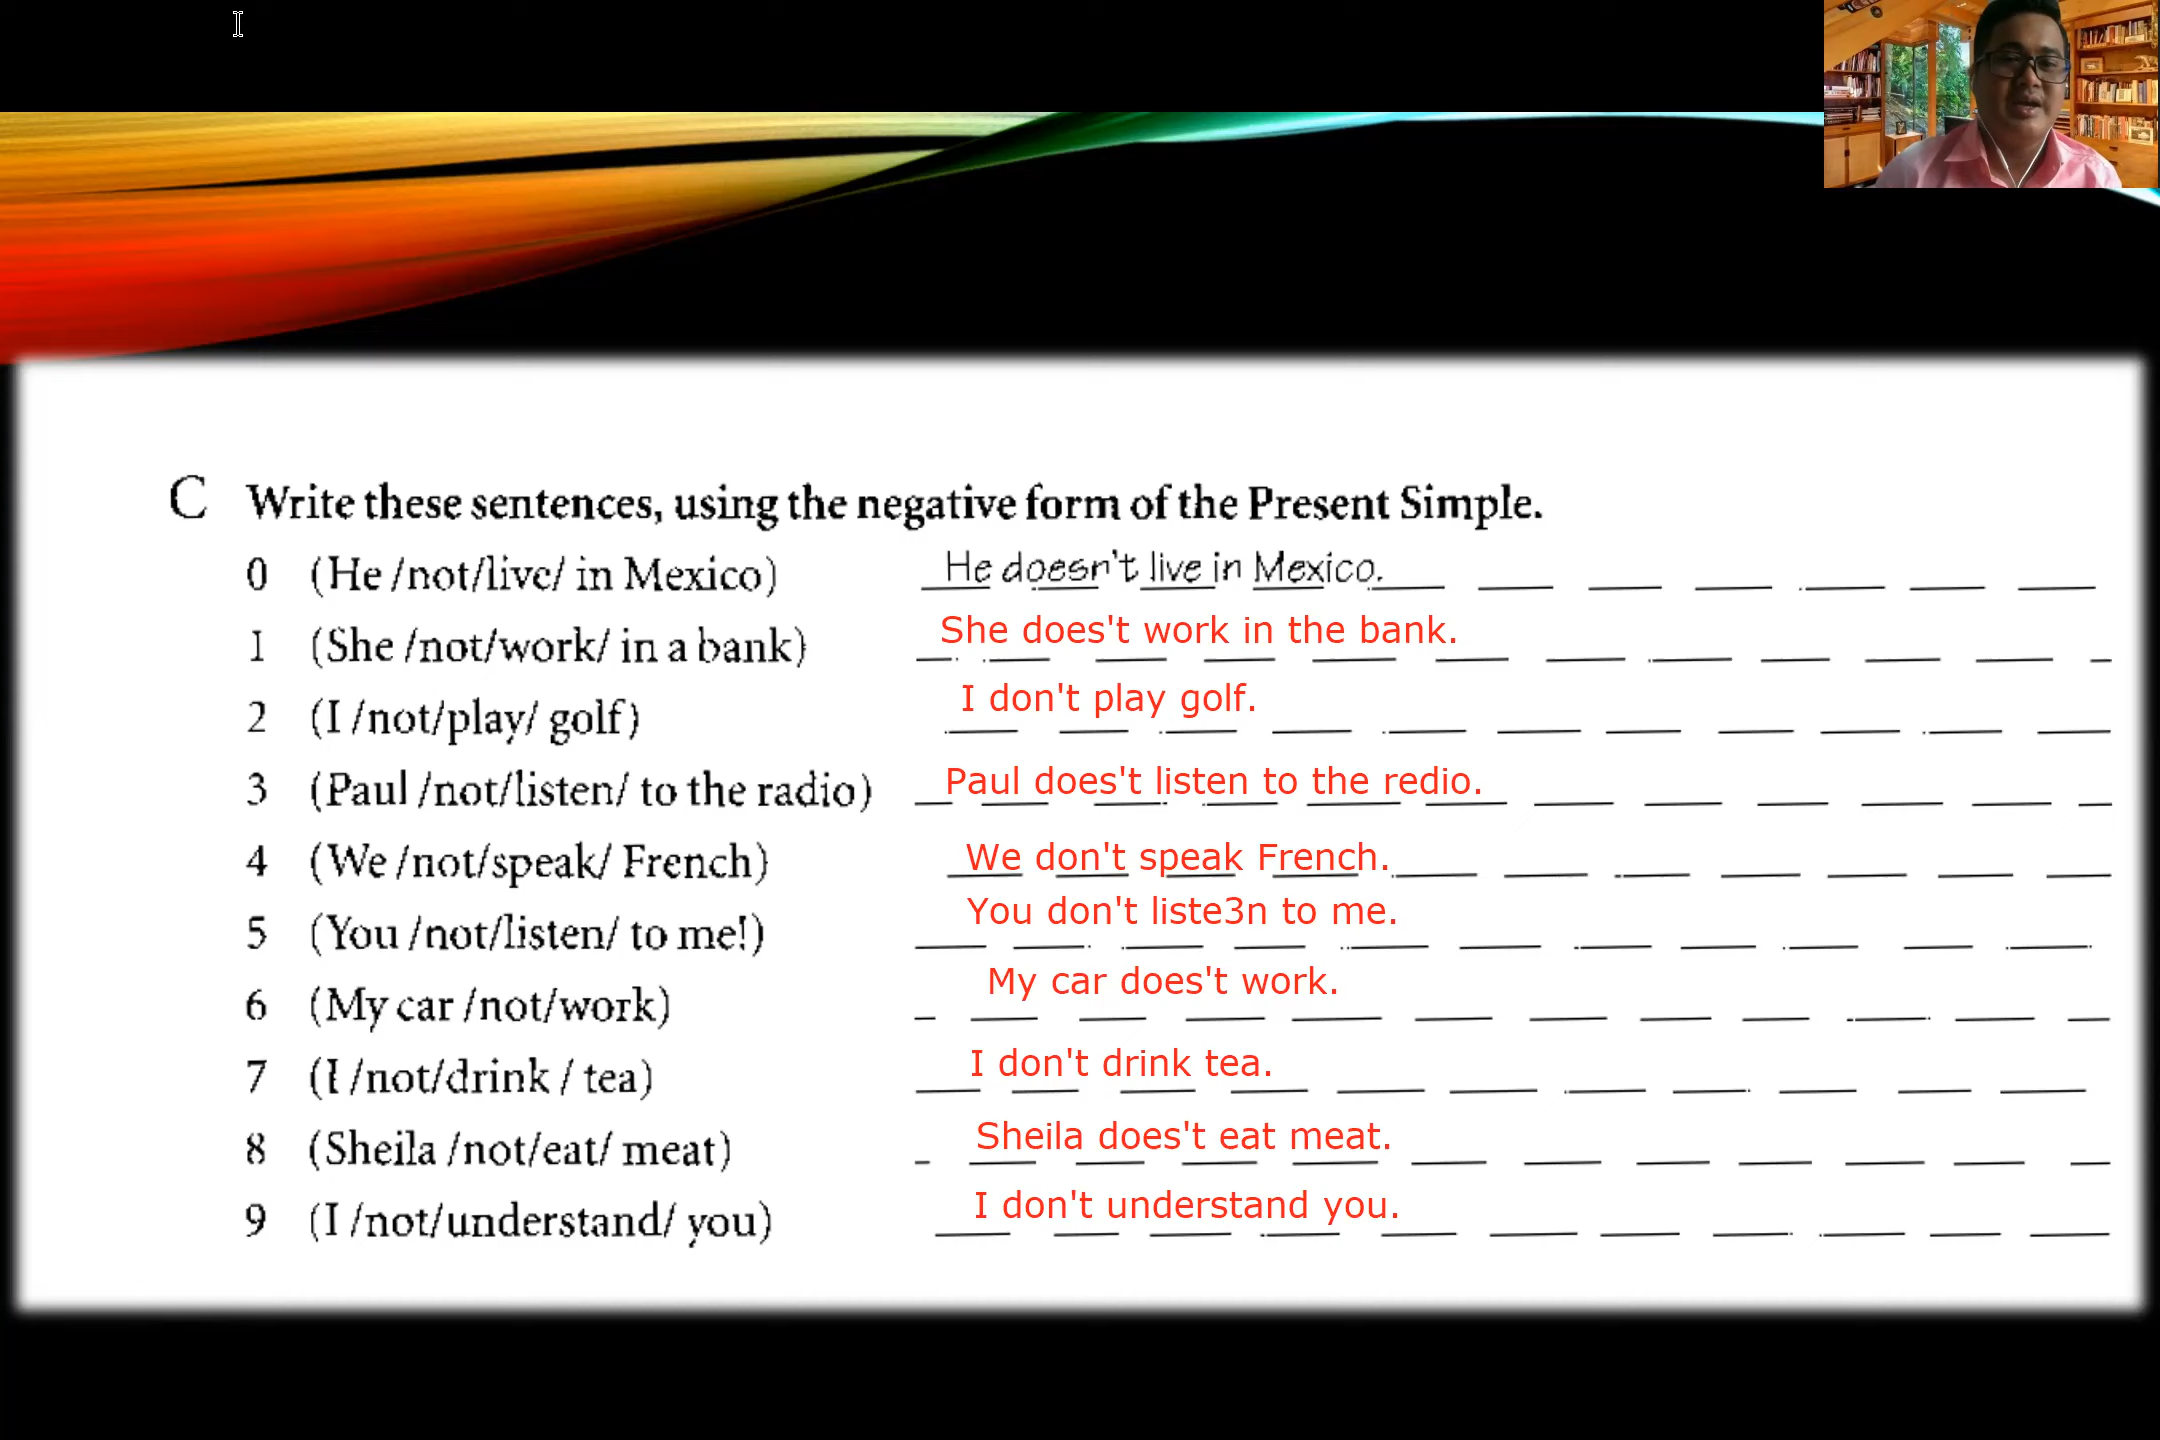 C Write these sentences, using the negative form of the Present Simple.
0 (He /not/live/ in Mexico) He doesn't live in Mexico.
1 (She /not/work/ in a bank) She does't work in the bank.
2 (I /not/play/ golf) I don't play golf.
3 (Paul /not/listen/ to the radio) Paul does't listen to the redio.
4 (We /not/speak/ French) We don't speak French.
5 (You /not/listen/ to me!) You don't liste3n to me.
6 (My car /not/work) My car does't work.
7 (I /not/drink / tea) I don't drink tea.
8 (Sheila /not/eat/ meat) Sheila does't eat meat.
9 (I /not/understand/ you) I don't understand you.